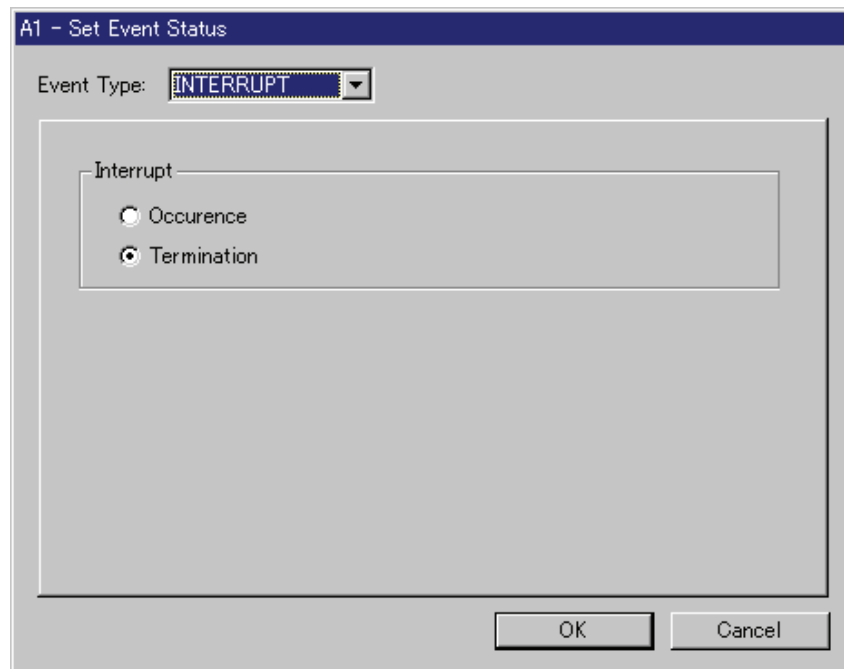 A1 - Set Event Status
Event Type: INTERRUPT
Interrupt
Occurence
Termination
OK Cancel